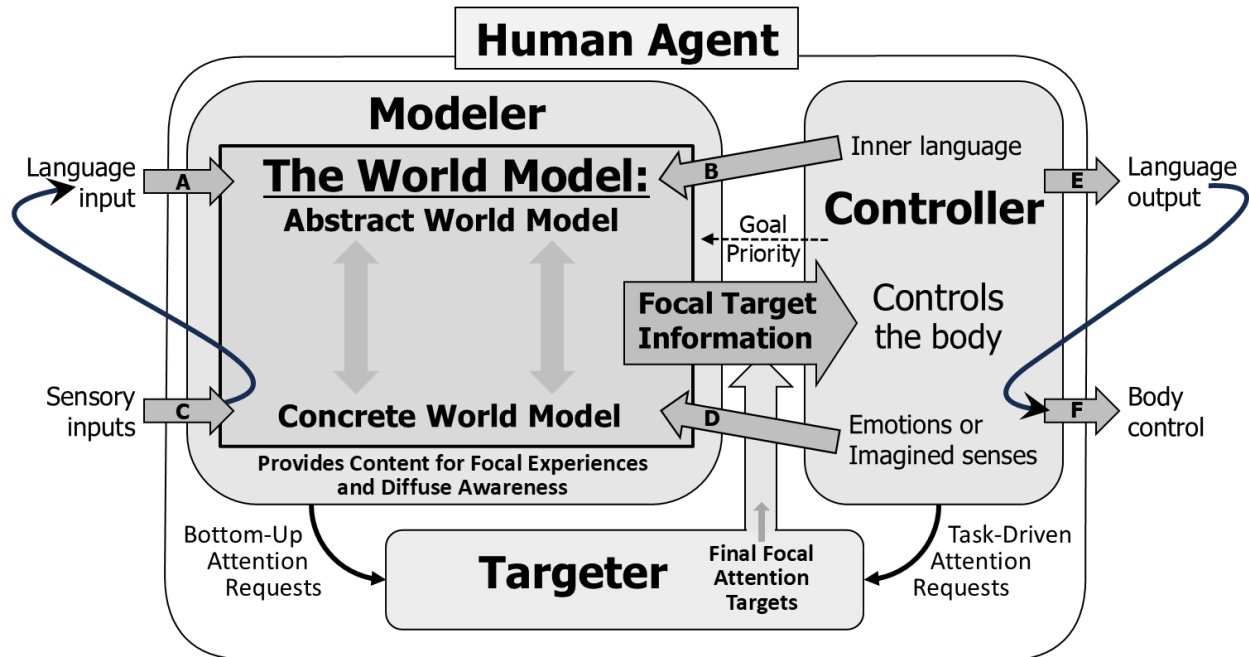 Human Agent
Modeler
Language
input
A
The World Model:
Abstract World Model
B
Inner language
Controller
E
Language
output
Goal
Priority
Focal Target
Information
Controls
the body
Sensory
inputs
C
Concrete World Model
D
Emotions or
Imagined senses
F
Body
control
Provides Content for Focal Experiences
and Diffuse Awareness
Bottom-Up
Attention
Requests
Targeter
Final Focal
Attention
Targets
Task-Driven
Attention
Requests